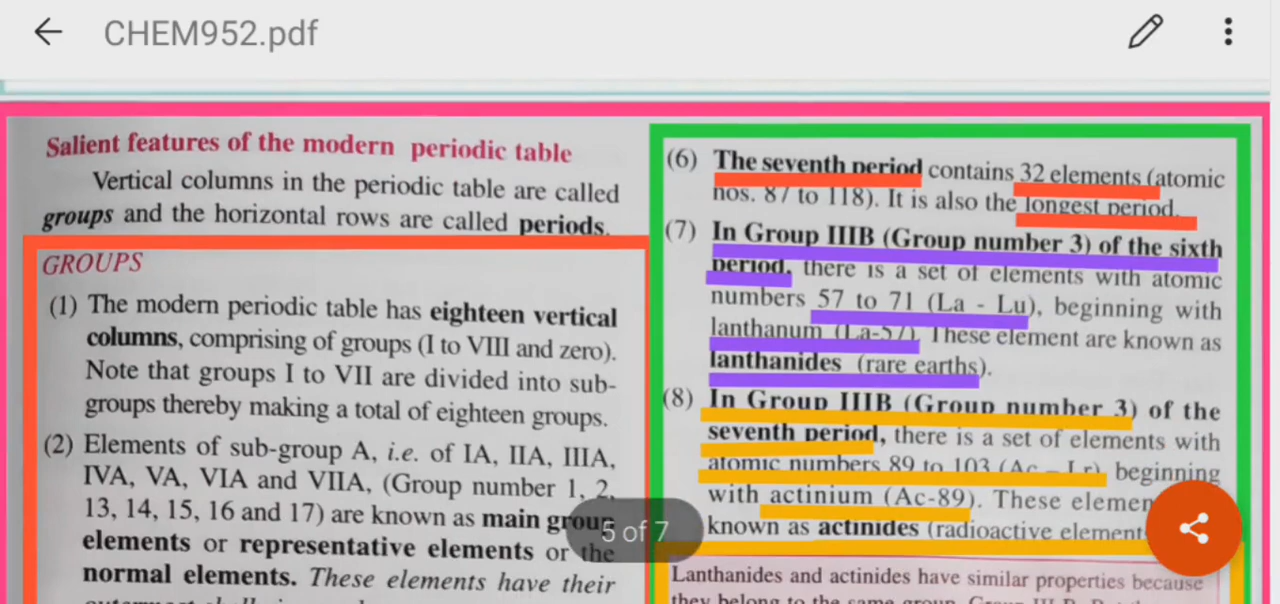 CHEM952.pdf
Salient features of the modern periodic table
Vertical columns in the periodic table are called
groups and the horizontal rows are called periods.
GROUPS
(1) The modern periodic table has eighteen vertical
columns, comprising of groups (I to VIII and zero).
Note that groups I to VII are divided into sub-
groups thereby making a total of eighteen groups.
(2) Elements of sub-group A, i.e. of IA, IIA, IIIA,
IVA, VA, VIA and VIIA, (Group number 1, 2,
13, 14, 15, 16 and 17) are known as main group
elements or representative elements or the
normal elements. These elements have their
(6) The seventh period contains 32 elements (atomic
nos. 87 to 118). It is also the longest period.
(7) In Group IIIB (Group number 3) of the sixth
period, there is a set of elements with atomic
numbers 57 to 71 (La - Lu), beginning with
lanthanum (La-57). These element are known as
lanthanides (rare earths).
(8) In Group IIIB (Group number 3) of the
seventh period, there is a set of elements with
atomic numbers 89 to 103 (Ac – Lr), beginning
with actinium (Ac-89). These elemen
known as actinides (radioactive element
Lanthanides and actinides have similar properties because
they belong to the same group,
5 of 7